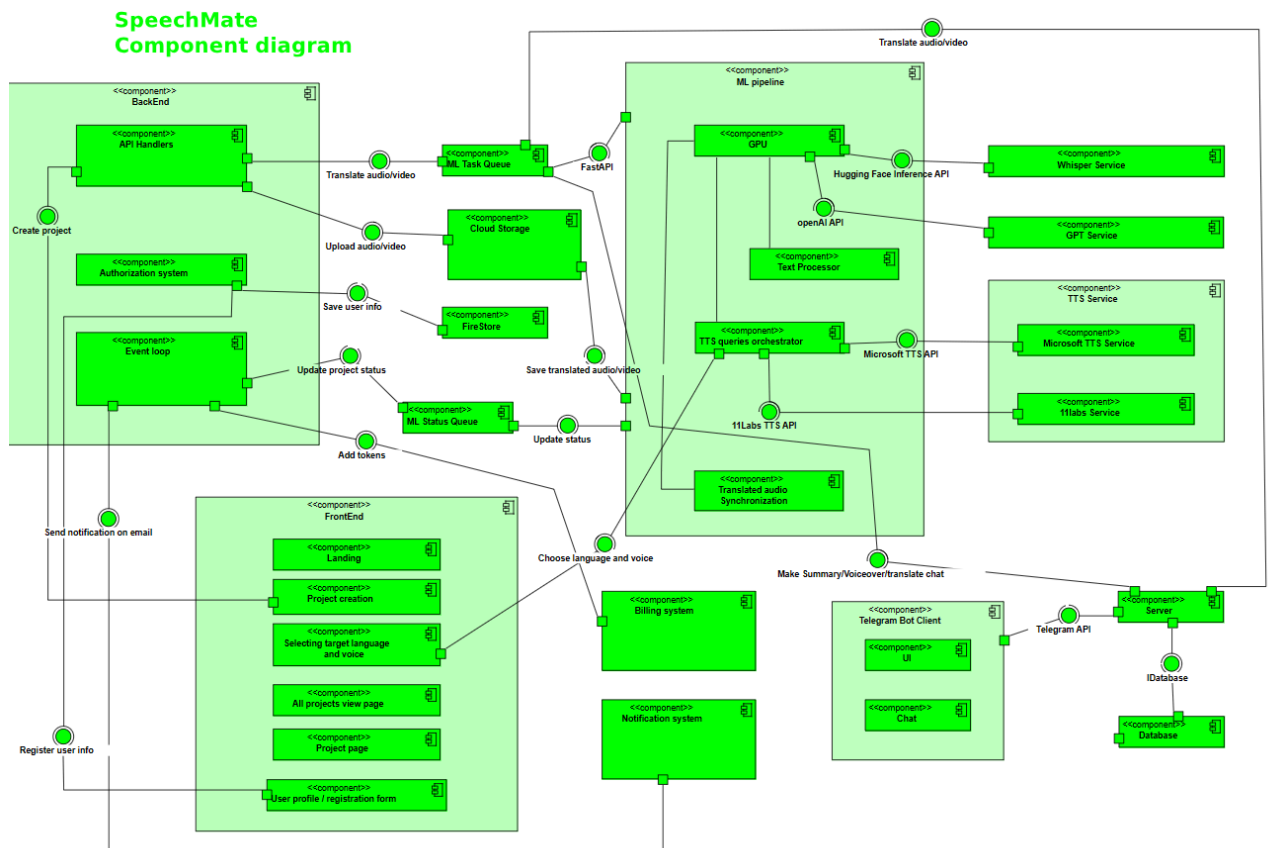 SpeechMate
Component diagram
Translate audio/video
<<component>>
BackEnd
<<component>>
API Handlers
Create project
<<component>>
Authorization system
<<component>>
Event loop
Translate audio/video
Upload audio/video
Save user info
Update project status
Add tokens
Send notification on email
Register user info
<<component>>
ML Task Queue
<<component>>
Cloud Storage
<<component>>
FireStore
<<component>>
ML Status Queue
FastAPI
Save translated audio/video
Update status
<<component>>
ML pipeline
<<component>>
GPU
Hugging Face Inference API
openAI API
<<component>>
Text Processor
<<component>>
TTS queries orchestrator
Microsoft TTS API
11Labs TTS API
<<component>>
Translated audio
Synchronization
<<component>>
Whisper Service
<<component>>
GPT Service
<<component>>
TTS Service
<<component>>
Microsoft TTS Service
<<component>>
11labs Service
<<component>>
FrontEnd
<<component>>
Landing
<<component>>
Project creation
<<component>>
Selecting target language
and voice
<<component>>
All projects view page
<<component>>
Project page
<<component>>
User profile / registration form
Choose language and voice
<<component>>
Billing system
<<component>>
Notification system
Make Summary/Voiceover/translate chat
<<component>>
Telegram Bot Client
<<component>>
UI
<<component>>
Chat
Telegram API
<<component>>
Server
IDatabase
<<component>>
Database